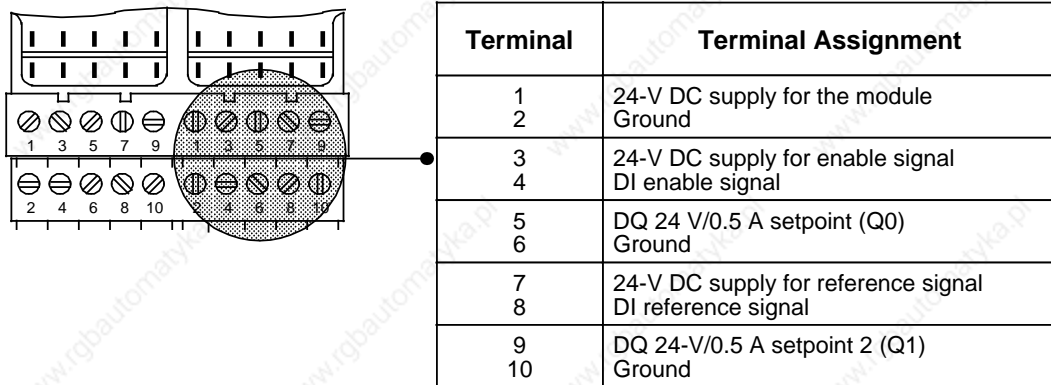 1 3 5 7 9 1 3 5 7 9
2 4 6 8 10 2 4 6 8 10
Terminal Terminal Assignment
1 24-V DC supply for the module
2 Ground
3 24-V DC supply for enable signal
4 DI enable signal
5 DQ 24 V/0.5 A setpoint (Q0)
6 Ground
7 24-V DC supply for reference signal
8 DI reference signal
9 DQ 24-V/0.5 A setpoint 2 (Q1)
10 Ground
www.rgbautomatyka.pl